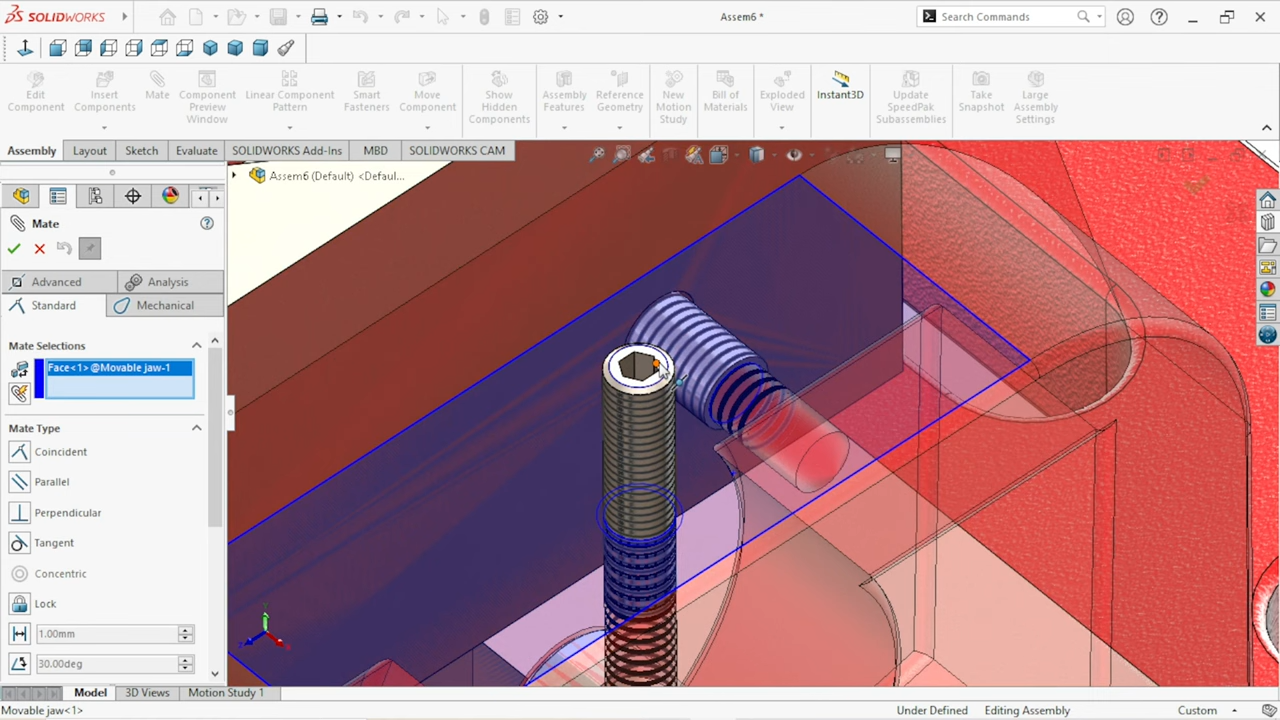 SOLIDWORKS
Assem6 *
Search Commands
Edit Component
Insert Components
Mate
Component Preview Window
Linear Component Pattern
Smart Fasteners
Move Component
Show Hidden Components
Assembly Features
Reference Geometry
New Motion Study
Bill of Materials
Exploded View
Instant3D
Update SpeedPak Subassemblies
Take Snapshot
Large Assembly Settings
Assembly
Layout
Sketch
Evaluate
SOLIDWORKS Add-Ins
MBD
SOLIDWORKS CAM
Assem6 (Default) <Defaul...
Mate
Advanced
Analysis
Standard
Mechanical
Mate Selections
Face<1>@Movable jaw-1
Mate Type
Coincident
Parallel
Perpendicular
Tangent
Concentric
Lock
1.00mm
30.00deg
Model
3D Views
Motion Study 1
Movable jaw<1>
Under Defined
Editing Assembly
Custom